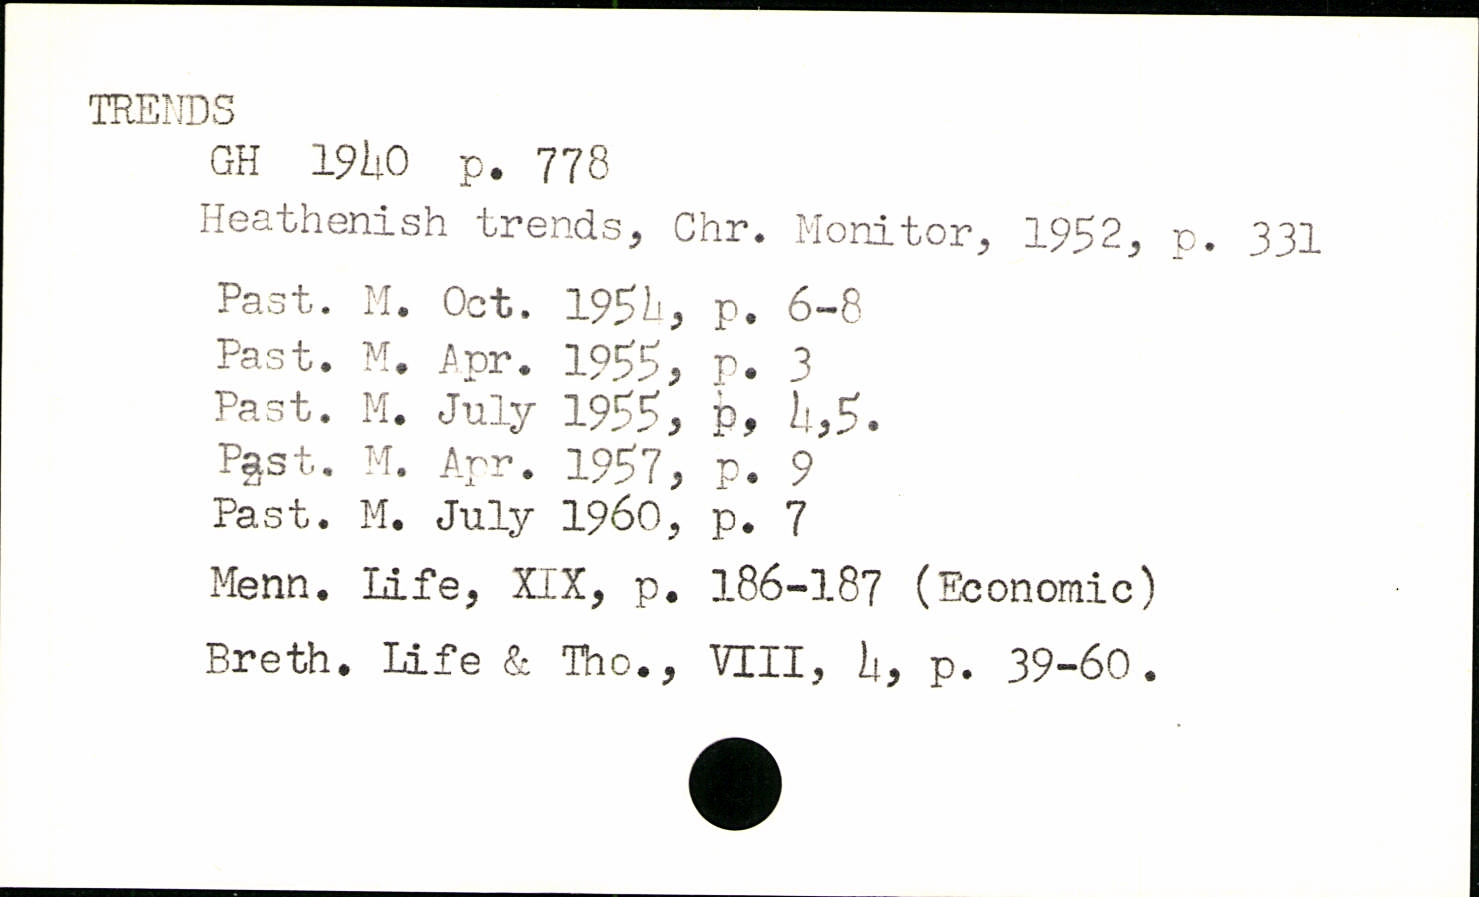 TRENDS
GH 1940 p. 778
Heathenish trends, Chr. Monitor, 1952, p. 331
Past. M. Oct. 1954, p. 6-8
Past. M. Apr. 1955, p. 3
Past. M. July 1955, p, 4,5.
Past. M. Apr. 1957, p. 9
Past. M. July 1960, p. 7
Menn. Life, XIX, p. 186-187 (Economic)
Breth. Life & Tho., VIII, 4, p. 39-60.